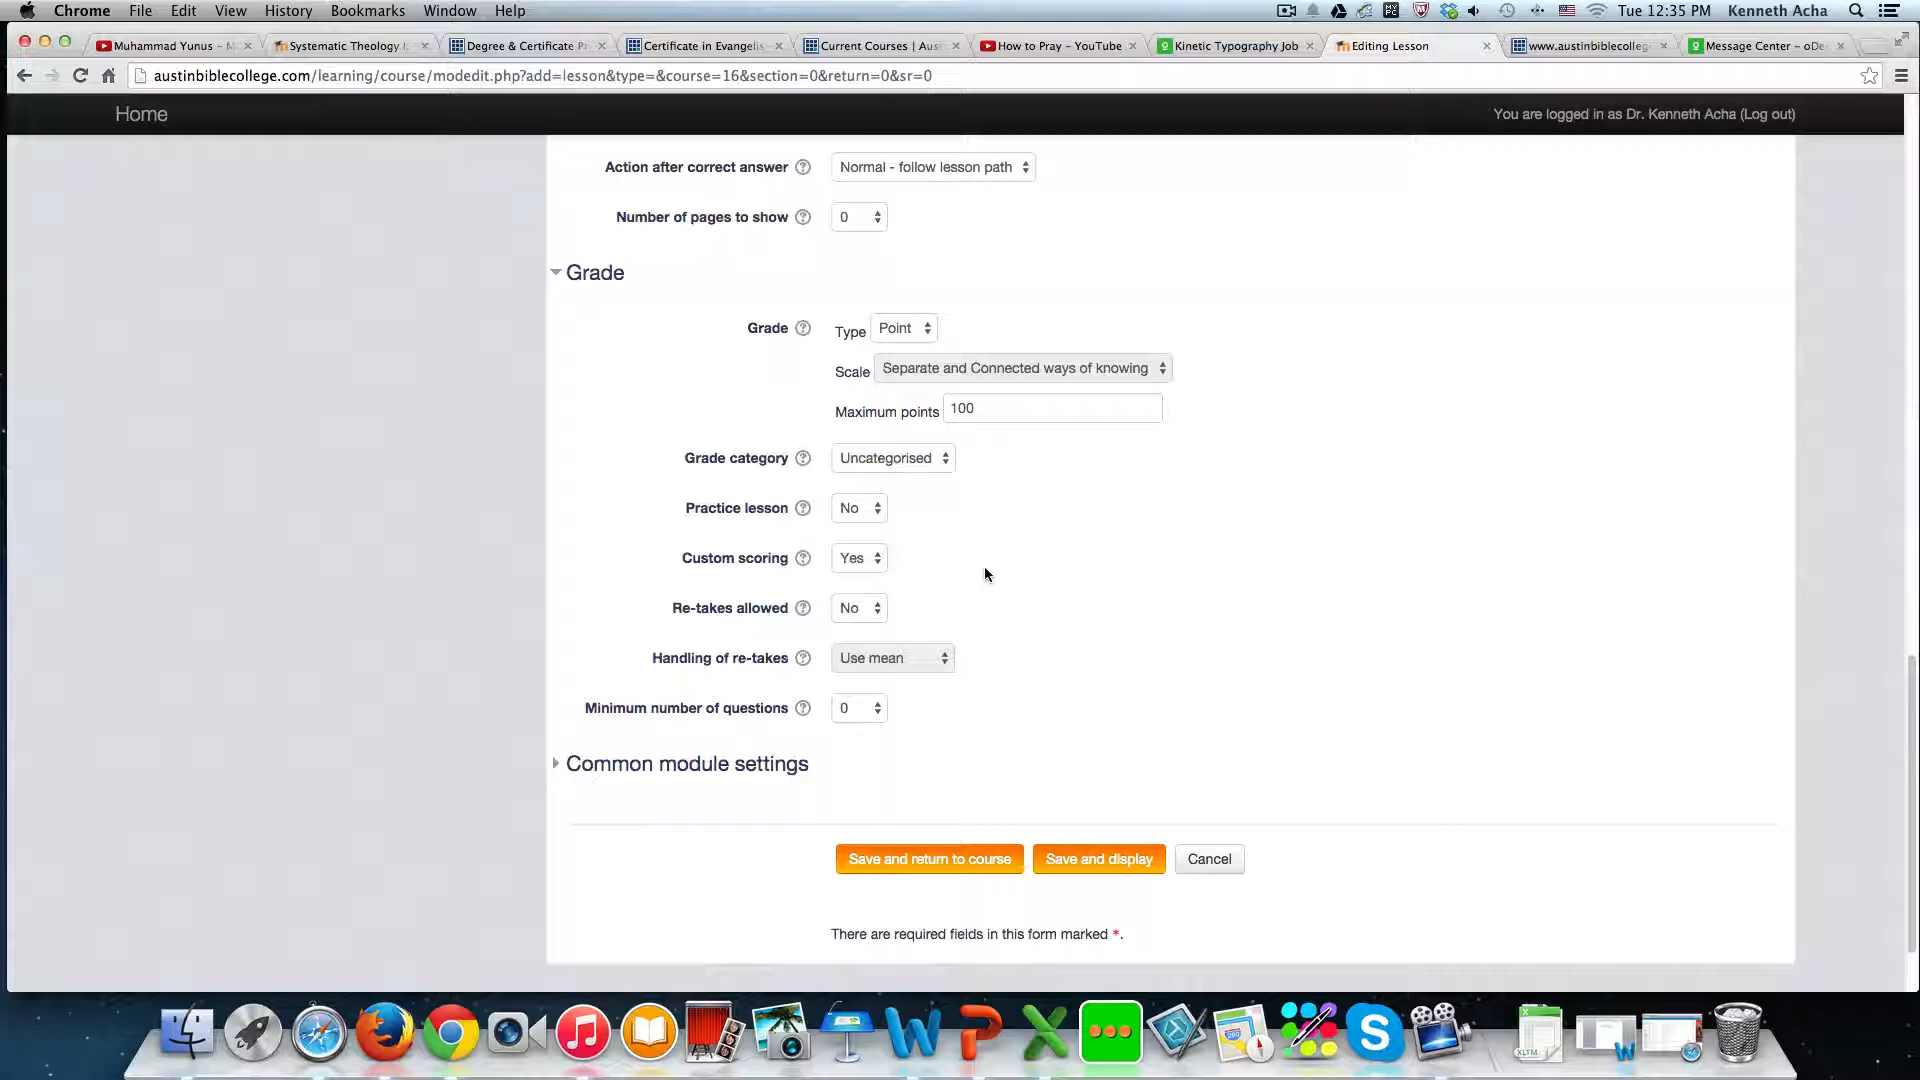 Chrome File Edit View History Bookmarks Window Help Tue 12:35 PM Kenneth Acha
Muhammad Yunus - M
Systematic Theology
Degree & Certificate P
Certificate in Evangelis
Current Courses | Aus
How to Pray - YouTube
Kinetic Typography Job
Editing Lesson
www.austinbiblecolleg
Message Center - oDe
austinbiblecollege.com/learning/course/modedit.php?add=lesson&type=&course=16&section=0&return=0&sr=0
Home You are logged in as Dr. Kenneth Acha (Log out)
Action after correct answer Normal - follow lesson path
Number of pages to show 0
Grade
Grade Type Point
Scale Separate and Connected ways of knowing
Maximum points 100
Grade category Uncategorised
Practice lesson No
Custom scoring Yes
Re-takes allowed No
Handling of re-takes Use mean
Minimum number of questions 0
Common module settings
Save and return to course Save and display Cancel
There are required fields in this form marked *.
XLTM